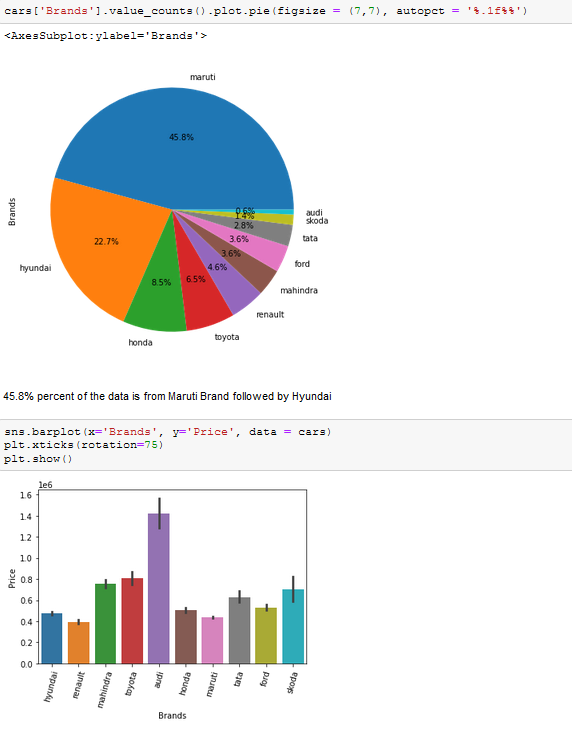 cars['Brands'].value_counts().plot.pie(figsize = (7,7), autopct = '%.1f%%')
<AxesSubplot:ylabel='Brands'>
maruti
45.8%
Brands
0.6%
audi
1.4%
skoda
2.8%
tata
22.7%
3.6%
3.6%
ford
hyundai
4.6%
8.5%
6.5%
mahindra
renault
toyota
honda
45.8% percent of the data is from Maruti Brand followed by Hyundai
sns.barplot(x='Brands', y='Price', data = cars)
plt.xticks(rotation=75)
plt.show()
1e6
1.6
1.4
1.2
1.0
0.8
0.6
0.4
0.2
0.0
Price
hyundai
renault
mahindra
toyota
audi
honda
maruti
tata
ford
skoda
Brands